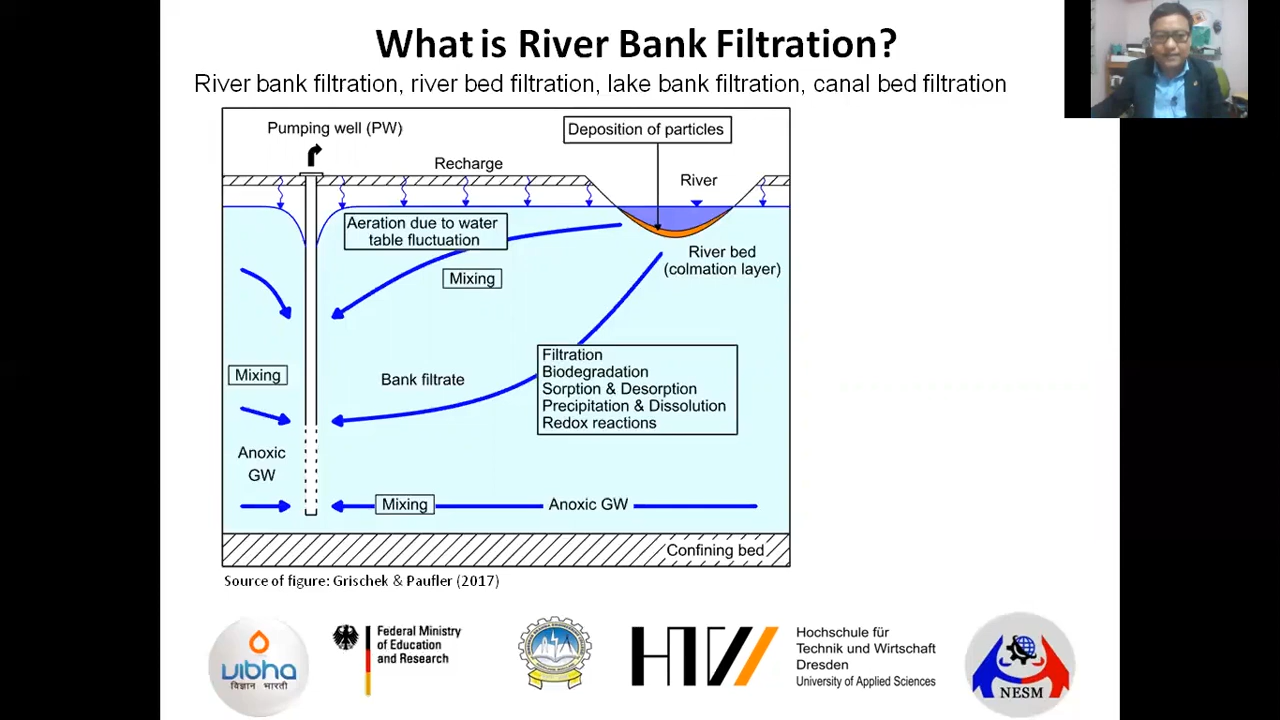 What is River Bank Filtration?
River bank filtration, river bed filtration, lake bank filtration, canal bed filtration
Pumping well (PW)
Deposition of particles
Recharge
River
Aeration due to water
table fluctuation
River bed
(colmation layer)
Mixing
Filtration
Biodegradation
Sorption & Desorption
Precipitation & Dissolution
Redox reactions
Mixing
Bank filtrate
Anoxic
GW
Mixing
Anoxic GW
Confining bed
Source of figure: Grischek & Paufler (2017)
vibha
विज्ञान भारती
Federal Ministry
of Education
and Research
HTW
Hochschule für
Technik und Wirtschaft
Dresden
University of Applied Sciences
NESM